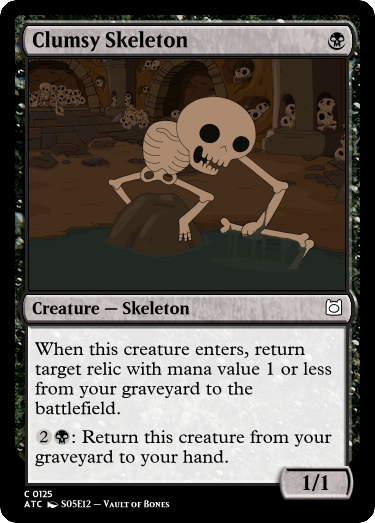 Clumsy Skeleton
Creature — Skeleton
When this creature enters, return
target relic with mana value 1 or less
from your graveyard to the
battlefield.
2 : Return this creature from your
graveyard to your hand.
1/1
C 0125
ATC S05E12 – Vault of Bones